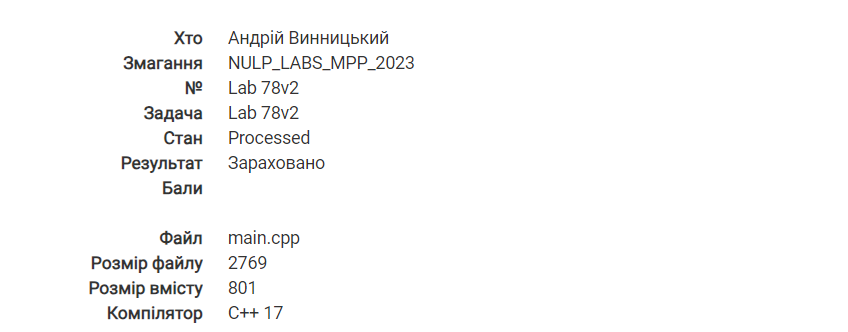 Хто Андрій Винницький
Змагання NULP_LABS_MPP_2023
№ Lab 78v2
Задача Lab 78v2
Стан Processed
Результат Зараховано
Бали
Файл main.cpp
Розмір файлу 2769
Розмір вмісту 801
Компілятор C++ 17